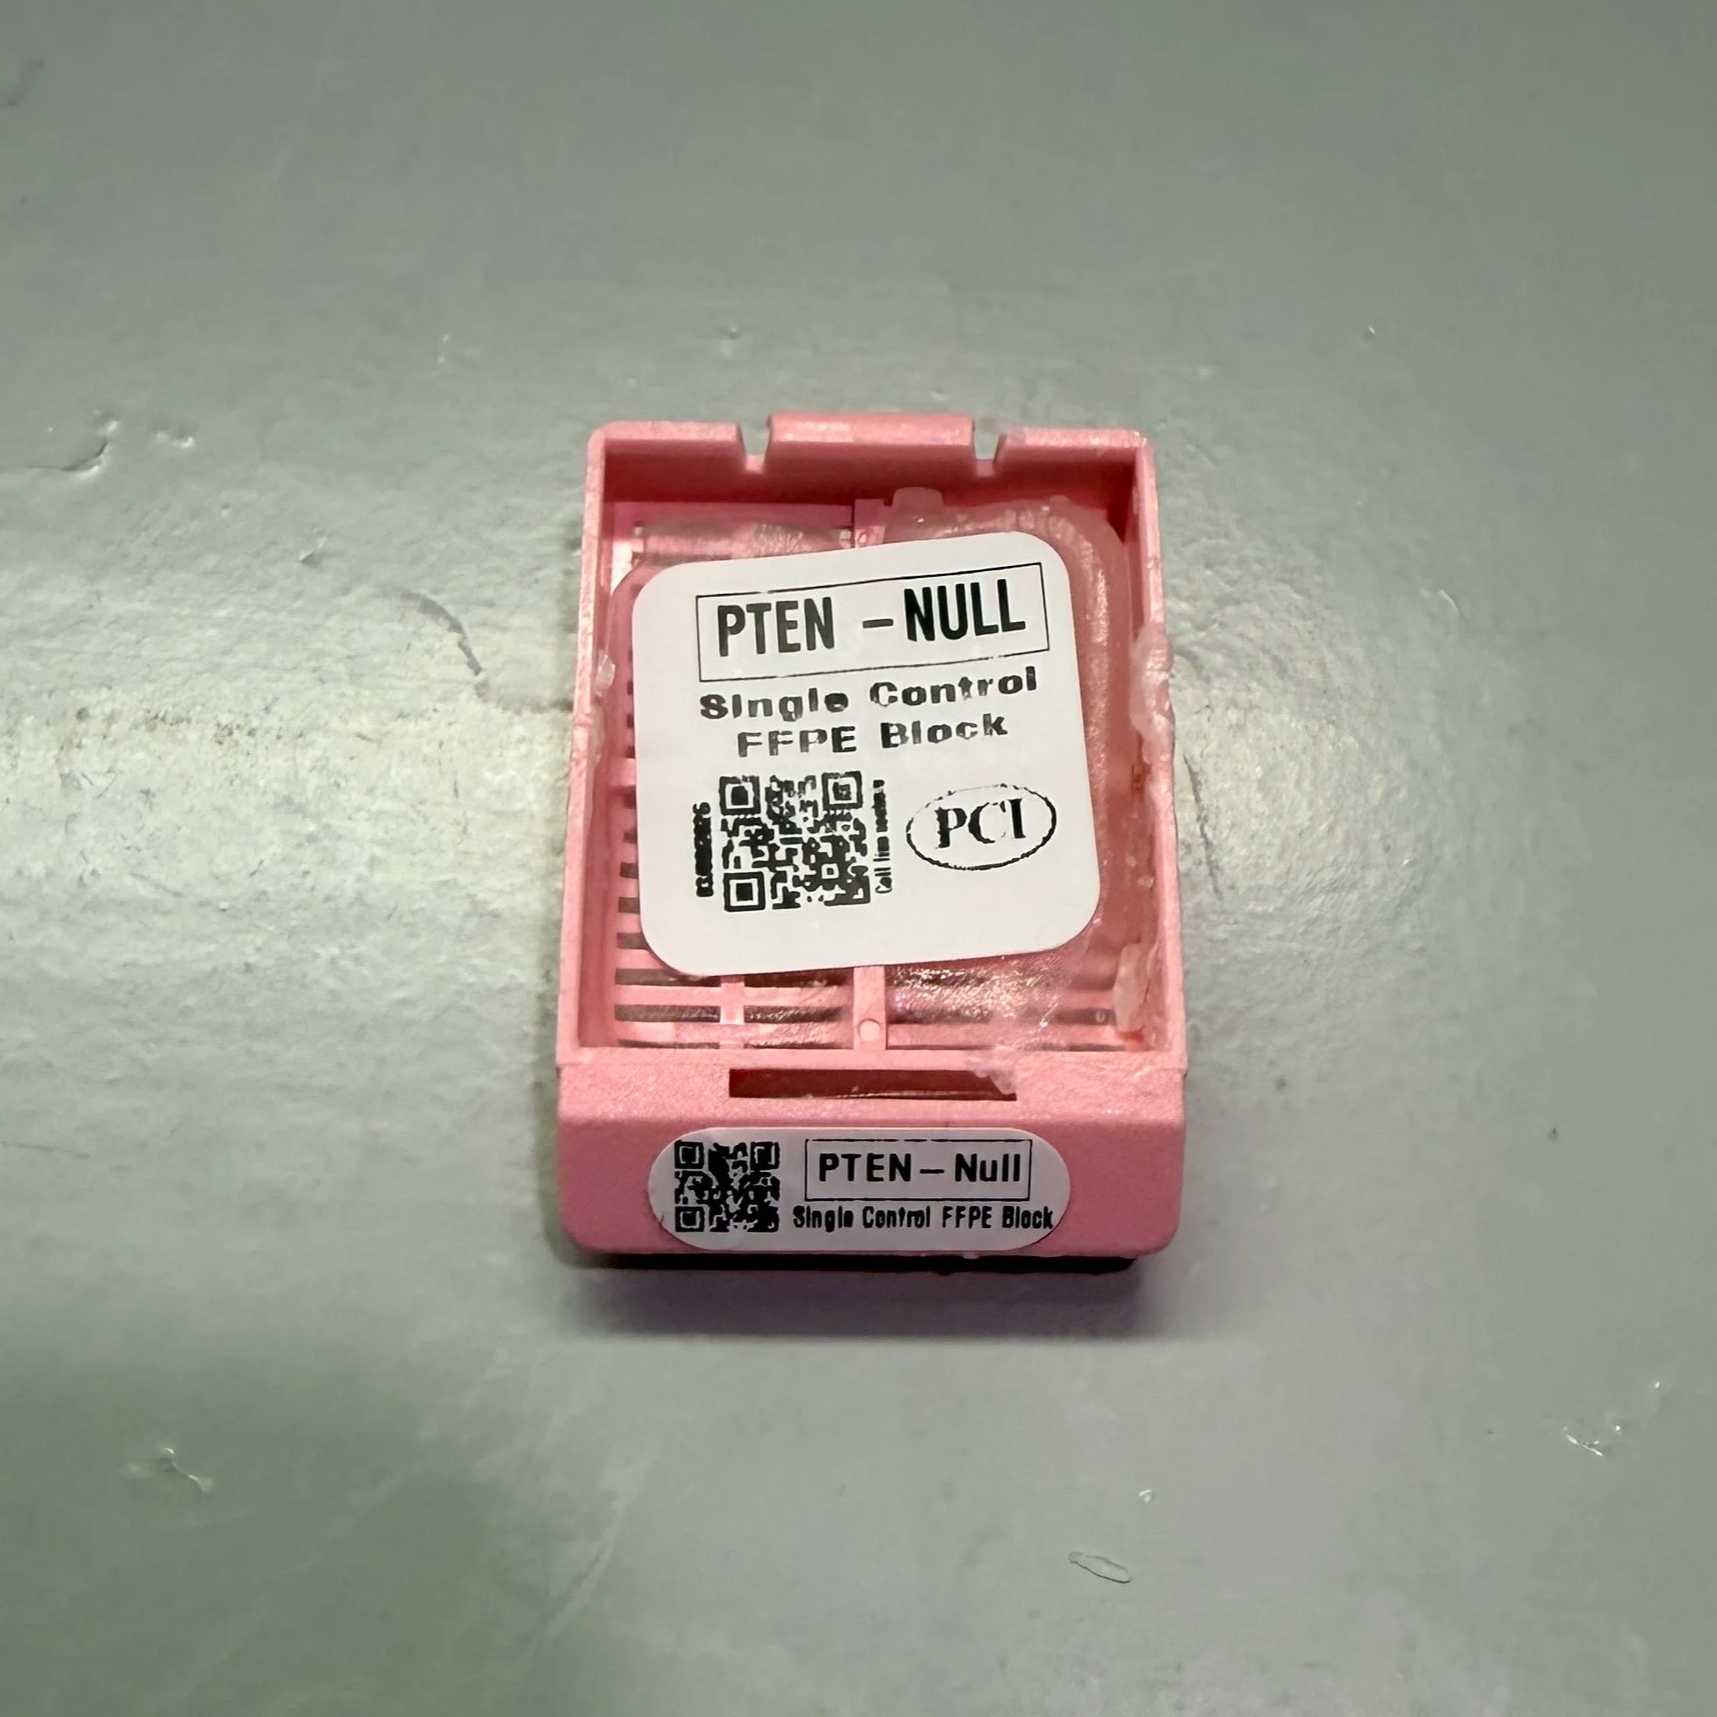 PTEN – NULL
Single Control
FFPE Block
PCI
PTEN – Null
Single Control FFPE Block